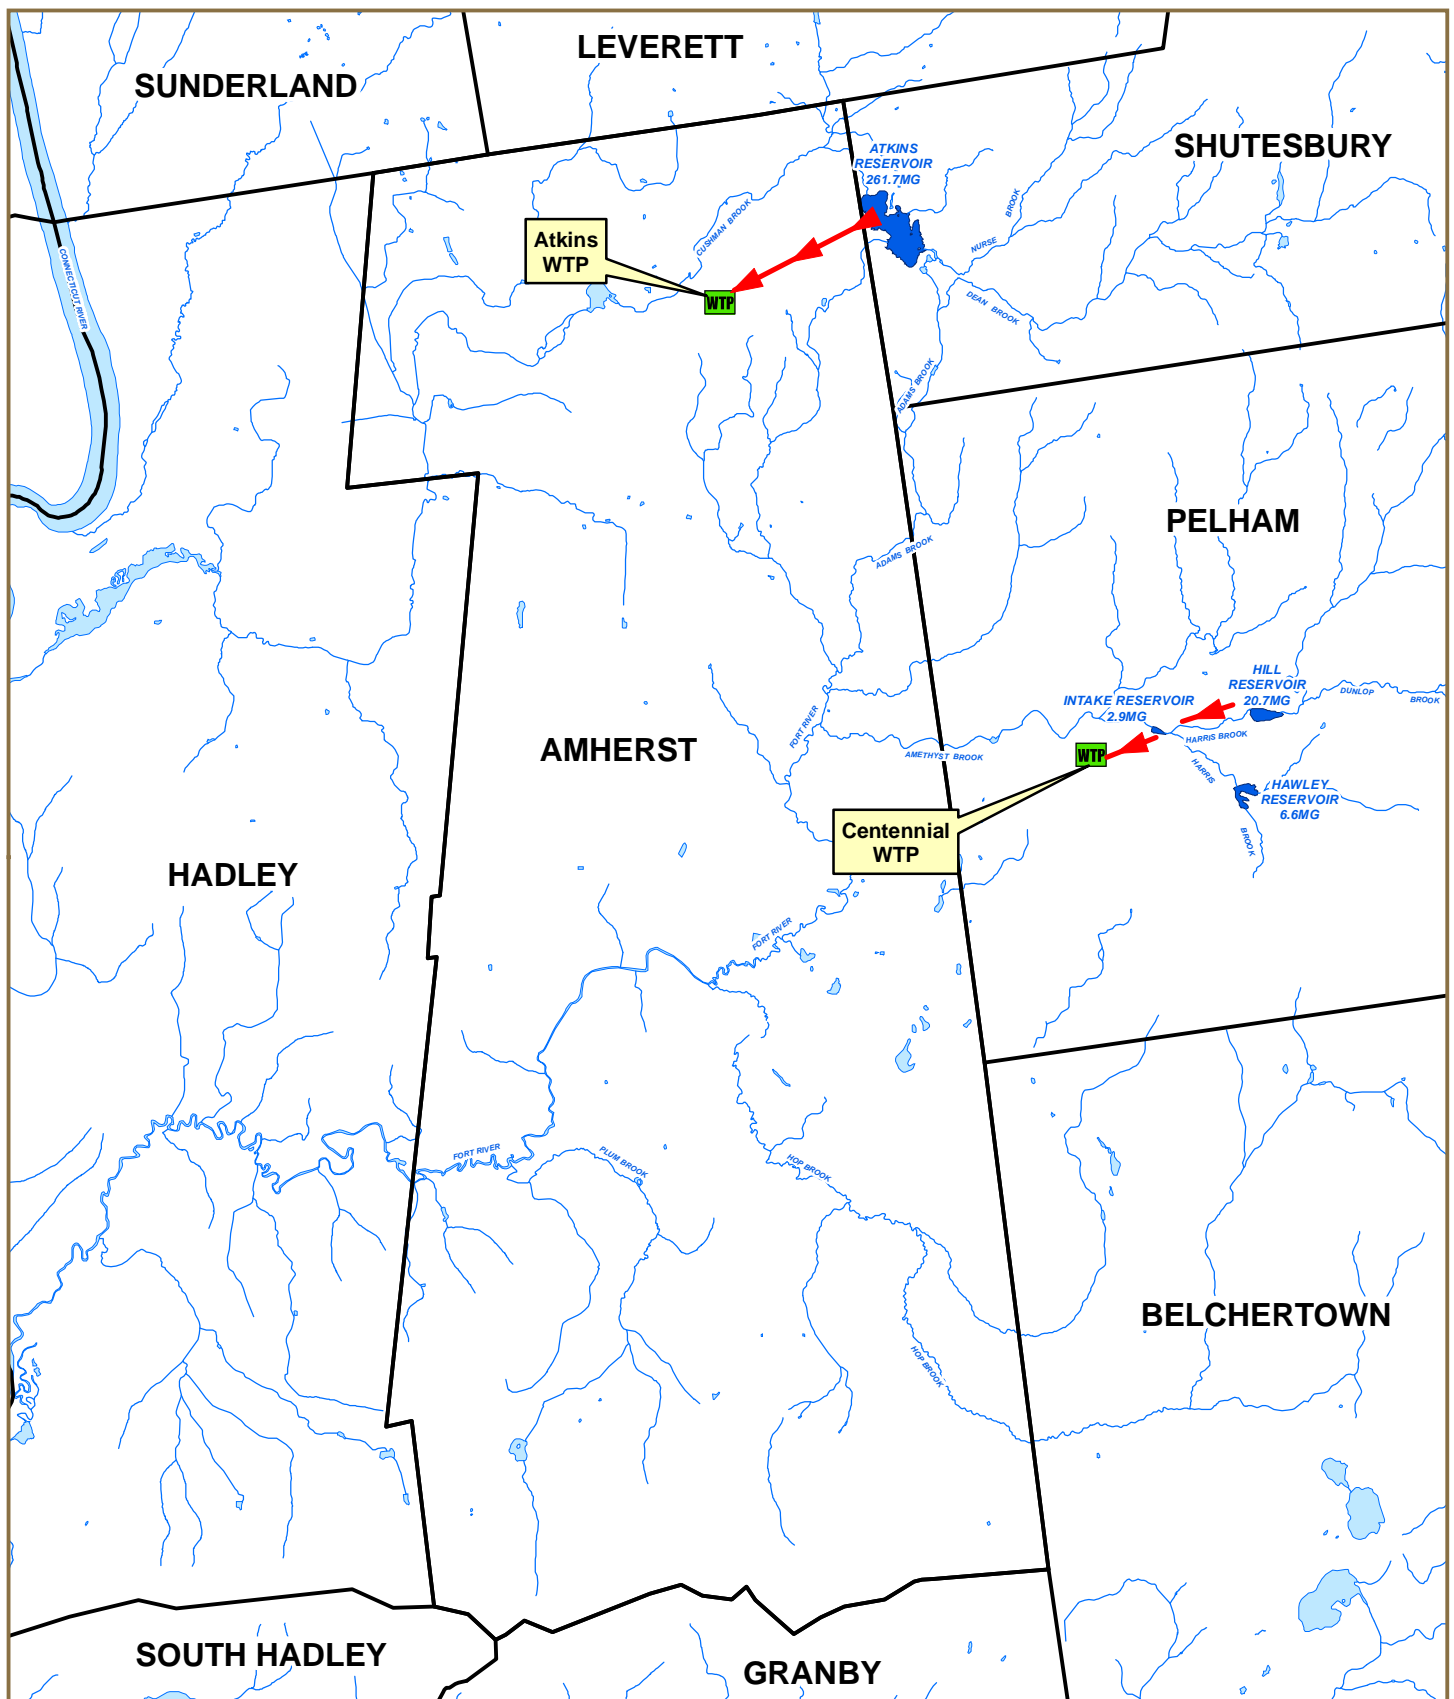 LEVERETT
SUNDERLAND
SHUTESBURY
ATKINS
RESERVOIR
261.7MG
NURSE
BROOK
CUSHMAN BROOK
Atkins
WTP
WTP
CONNECTICUT RIVER
DEAN BROOK
ADAMS BROOK
PELHAM
ADAMS BROOK
HILL
RESERVOIR
20.7MG
DUNLOP
BROOK
INTAKE RESERVOIR
2.9MG
FORT RIVER
HARRIS BROOK
AMHERST
AMETHYST BROOK
WTP
HARRIS
BROOK
HAWLEY
RESERVOIR
6.6MG
Centennial
WTP
HADLEY
FORT RIVER
FORT RIVER
PLUM BROOK
HOP BROOK
BELCHERTOWN
HOP BROOK
SOUTH HADLEY
GRANBY